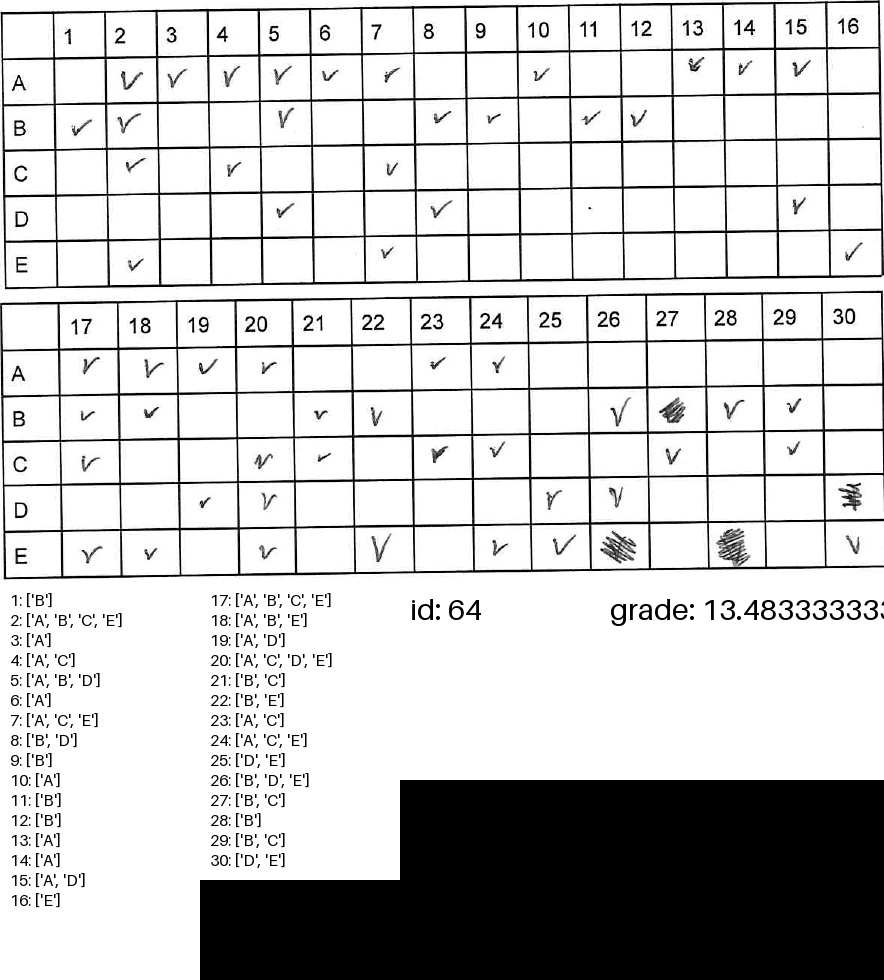 1 2 3 4 5 6 7 8 9 10 11 12 13 14 15 16
A ✓ ✓ ✓ ✓ ✓ ✓ ✓ ✓ ✓ ✓
B ✓ ✓ ✓ ✓ ✓ ✓ ✓
C ✓ ✓ ✓
D ✓ ✓ ✓
E ✓ ✓ ✓
17 18 19 20 21 22 23 24 25 26 27 28 29 30
A ✓ ✓ ✓ ✓ ✓ ✓
B ✓ ✓ ✓ ✓ ✓ ✓ ✓
C ✓ ✓ ✓ ✓ ✓ ✓ ✓
D ✓ ✓ ✓ ✓
E ✓ ✓ ✓ ✓ ✓ ✓ ✓
1: ['B']
2: ['A', 'B', 'C', 'E']
3: ['A']
4: ['A', 'C']
5: ['A', 'B', 'D']
6: ['A']
7: ['A', 'C', 'E']
8: ['B', 'D']
9: ['B']
10: ['A']
11: ['B']
12: ['B']
13: ['A']
14: ['A']
15: ['A', 'D']
16: ['E']
17: ['A', 'B', 'C', 'E']
18: ['A', 'B', 'E']
19: ['A', 'D']
20: ['A', 'C', 'D', 'E']
21: ['B', 'C']
22: ['B', 'E']
23: ['A', 'C']
24: ['A', 'C', 'E']
25: ['D', 'E']
26: ['B', 'D', 'E']
27: ['B', 'C']
28: ['B']
29: ['B', 'C']
30: ['D', 'E']
id: 64
grade: 13.483333333